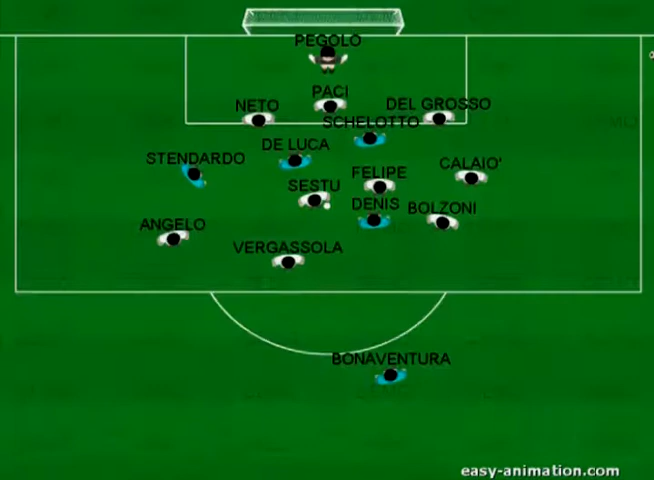 PEGOLO
PACI
NETO
DEL GROSSO
SCHELOTTO
DE LUCA
STENDARDO
CALAIO'
FELIPE
SESTU
DENIS
BOLZONI
ANGELO
VERGASSOLA
BONAVENTURA
easy-animation.com